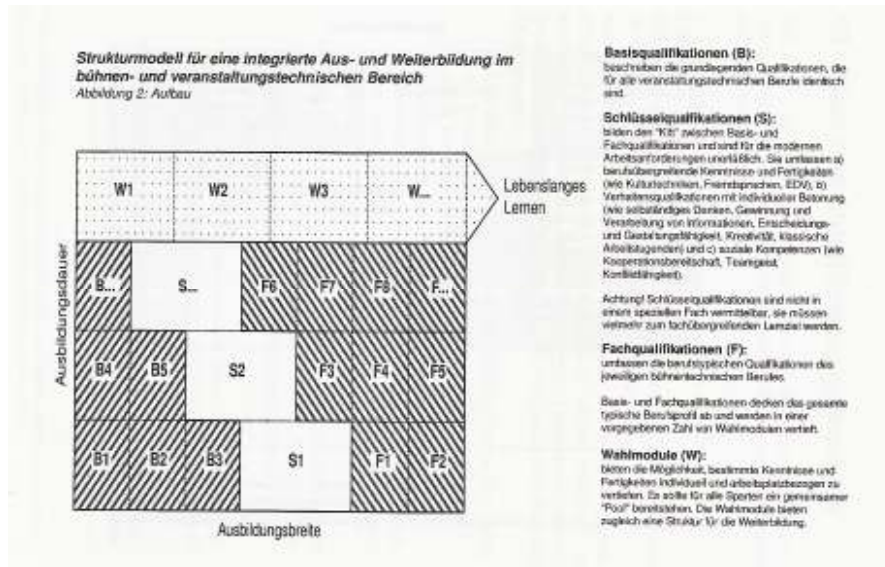 Strukturmodell für eine integrierte Aus- und Weiterbildung im
bühnen- und veranstaltungstechnischen Bereich
Abbildung 2: Aufbau
W1 W2 W3 W...
Lebenslanges
Lernen
B... S... F6 F7 F8 F...
B4 B5 S2 F3 F4 F5
B1 B2 B3 S1 F1 F2
Ausbildungsdauer
Ausbildungsbreite
Basisqualifikationen (B):
beschreiben die grundlegenden Qualifikationen, die
für alle veranstaltungstechnischen Berufe identisch
sind.
Schlüsselqualifikationen (S):
bilden den "Kitt" zwischen Basis- und
Fachqualifikationen und sind für die modernen
Arbeitsanforderungen unerläßlich. Sie umfassen a)
berufsübergreifende Kenntnisse und Fertigkeiten
(wie Kulturtechniken, Fremdsprachen, EDV), b)
Verhaltensqualifikationen mit individueller Betonung
(wie selbständiges Denken, Gewinnung und
Verarbeitung von Informationen, Entscheidungs-
und Gestaltungsfähigkeit, Kreativität, klassische
Arbeitstugenden) und c) soziale Kompetenzen (wie
Kooperationsbereitschaft, Teamgeist,
Konfliktfähigkeit).
Achtung! Schlüsselqualifikationen sind nicht in
einem speziellen Fach vermittelbar, sie müssen
vielmehr zum fachübergreifenden Lernziel werden.
Fachqualifikationen (F):
umfassen die berufstypischen Qualifikationen des
jeweiligen bühnentechnischen Berufes.
Basis- und Fachqualifikationen decken das gesamte
typische Berufsprofil ab und werden in einer
vorgegebenen Zahl von Wahlmodulen vertieft.
Wahlmodule (W):
bieten die Möglichkeit, bestimmte Kenntnisse und
Fertigkeiten individuell und arbeitsplatzbezogen zu
vertiefen. Es sollte für alle Sparten ein gemeinsamer
"Pool" bereitstehen. Die Wahlmodule bieten
zugleich eine Struktur für die Weiterbildung.